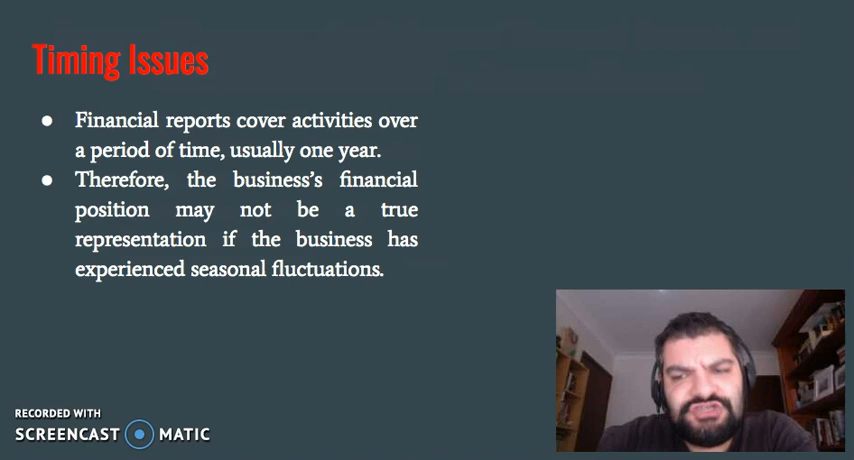 Timing Issues
● Financial reports cover activities over
a period of time, usually one year.
● Therefore, the business's financial
position may not be a true
representation if the business has
experienced seasonal fluctuations.
RECORDED WITH
SCREENCAST MATIC